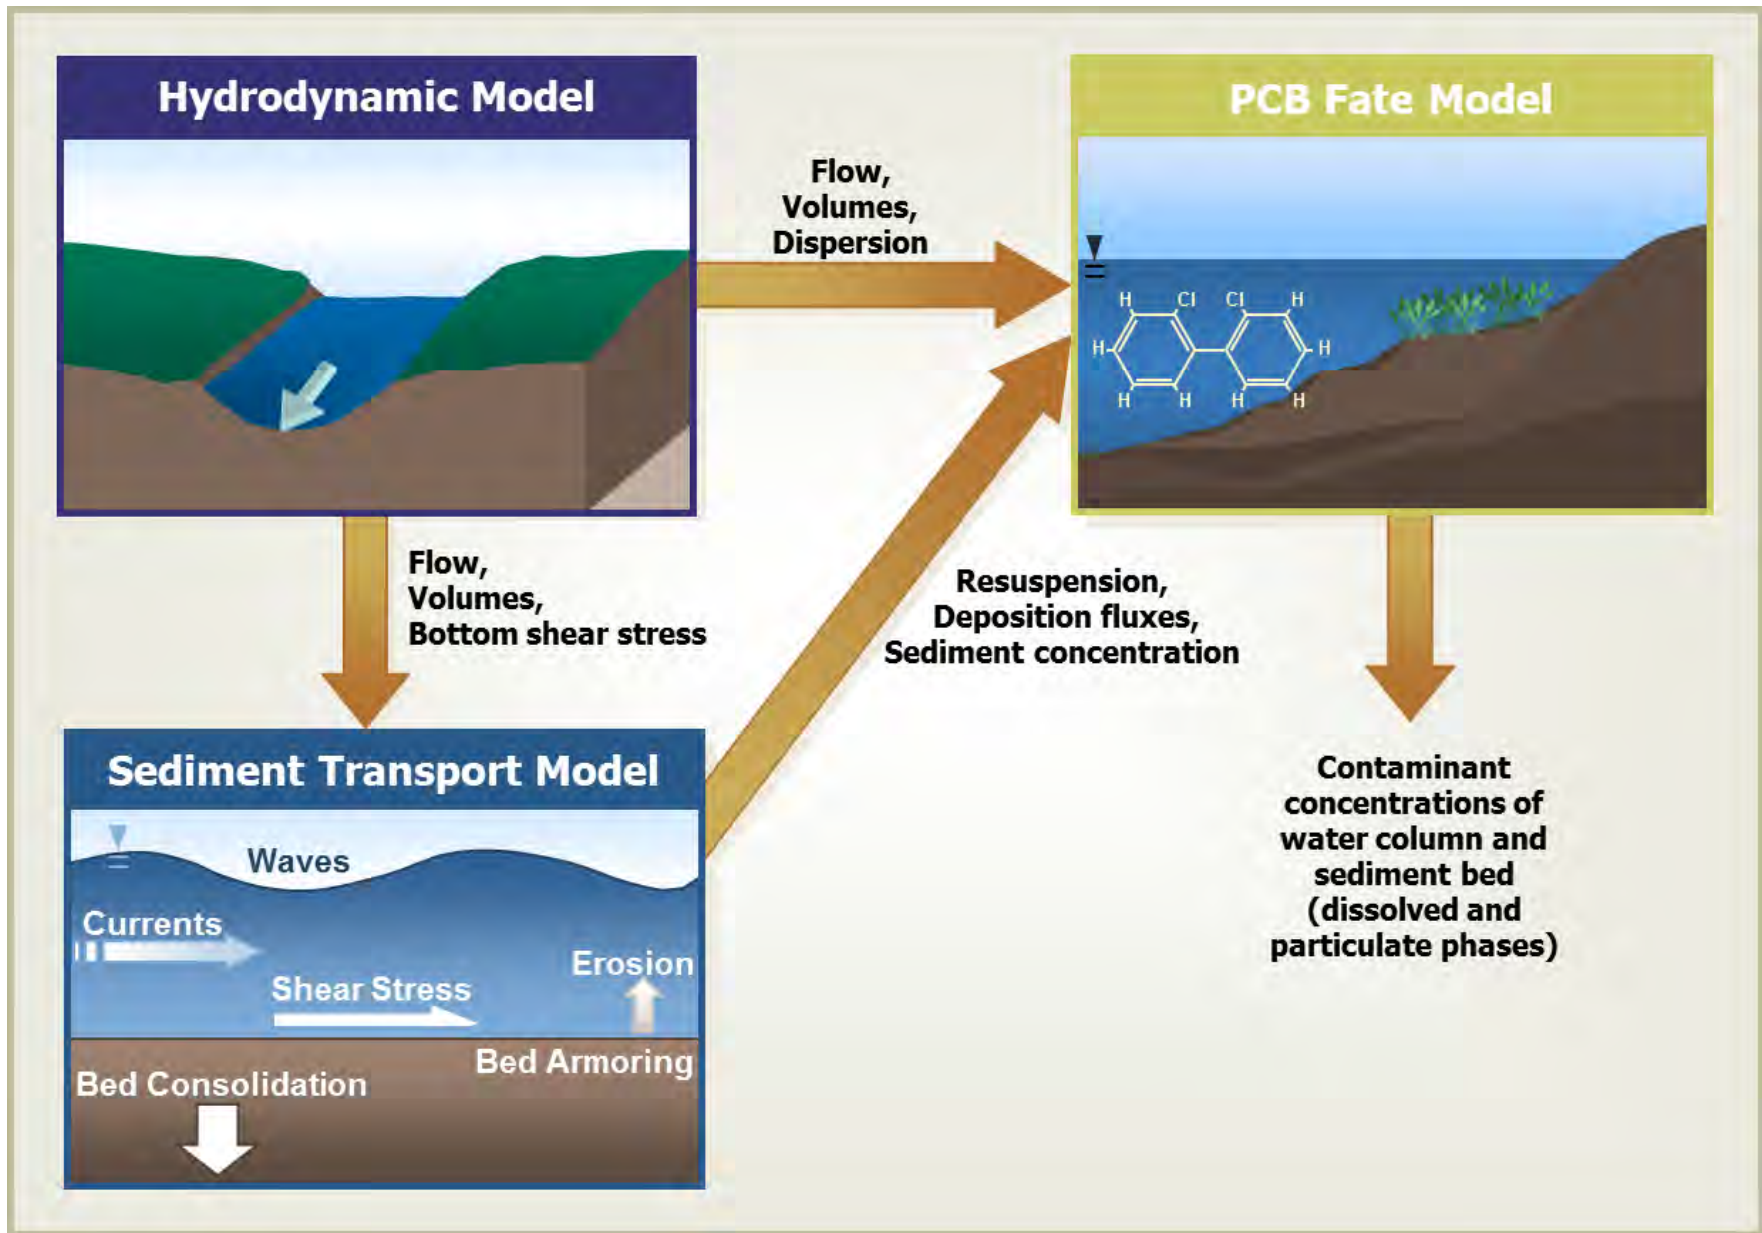 Hydrodynamic Model
PCB Fate Model
Flow,
Volumes,
Dispersion
H Cl Cl H
H H
H H H H
Flow,
Volumes,
Bottom shear stress
Resuspension,
Deposition fluxes,
Sediment concentration
Sediment Transport Model
Waves
Currents
Shear Stress
Erosion
Bed Armoring
Bed Consolidation
Contaminant
concentrations of
water column and
sediment bed
(dissolved and
particulate phases)